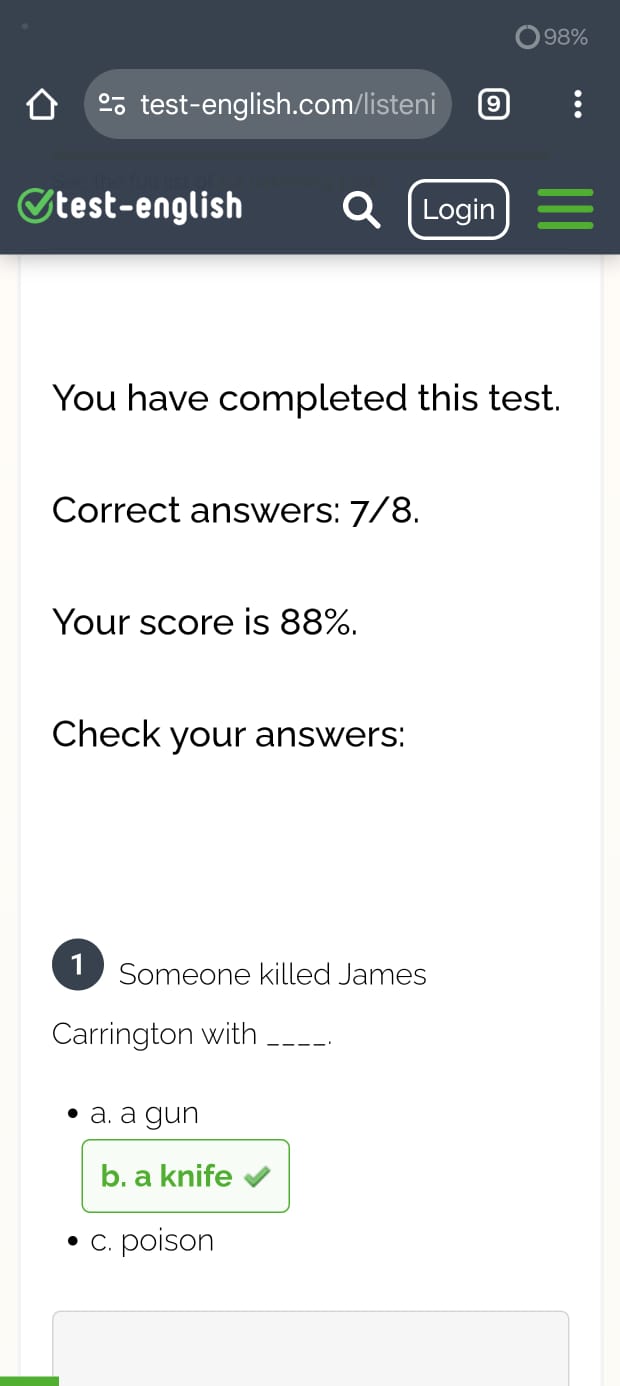 98%
test-english.com/listeni
9
test-english
Login
You have completed this test.
Correct answers: 7/8.
Your score is 88%.
Check your answers:
1 Someone killed James
Carrington with ____.
a. a gun
b. a knife
c. poison